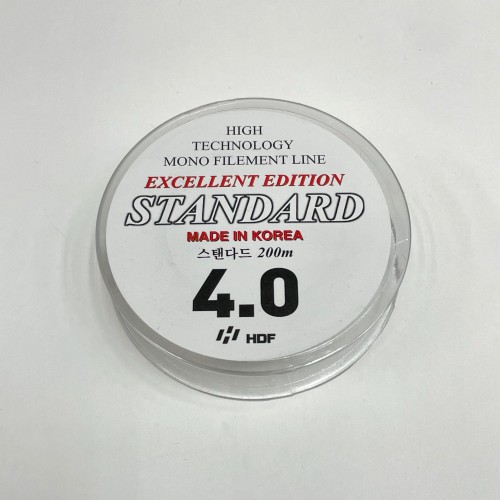 HIGH
TECHNOLOGY
MONO FILEMENT LINE
EXCELLENT EDITION
STANDARD
MADE IN KOREA
스탠다드 200m
4.0
HDF